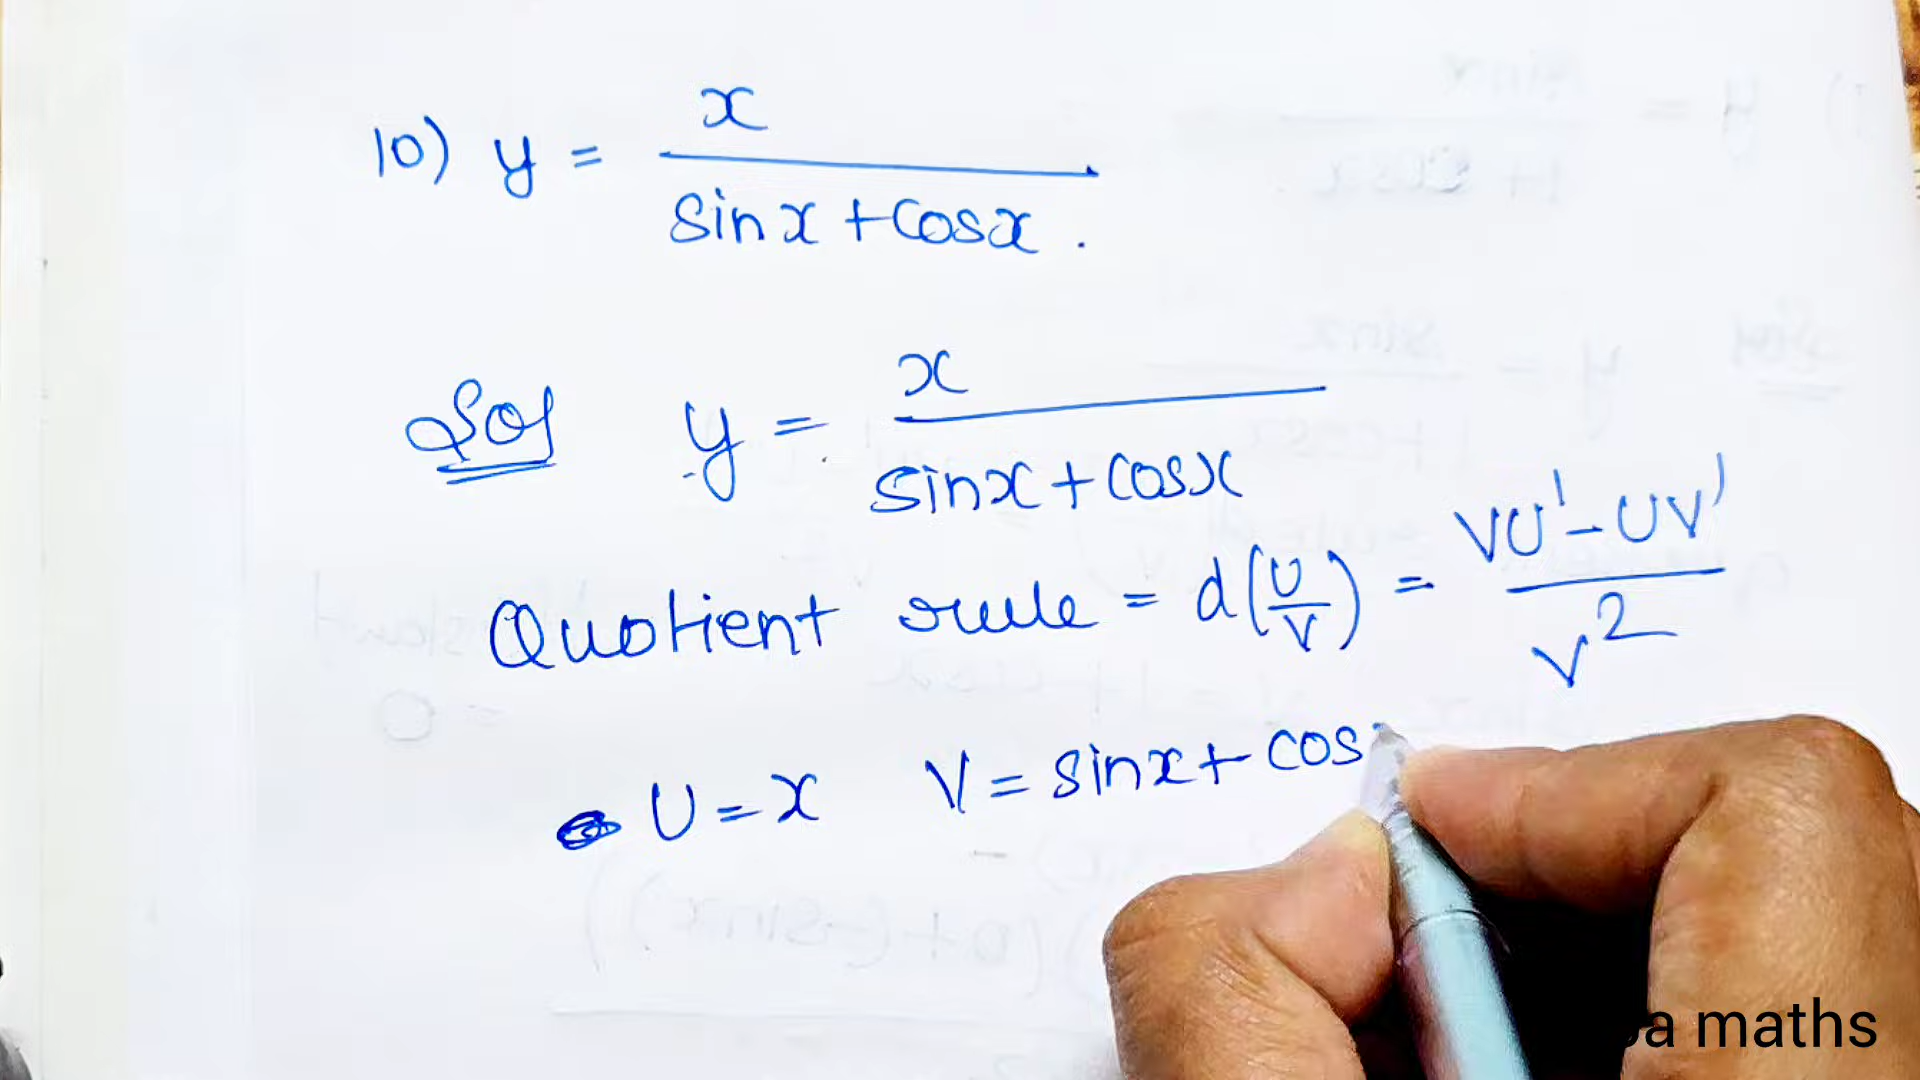 10) y = x / sinx + cosx .
Sol y = x / sinx + cosx
Quotient rule = d(U/V) = VU' - UV' / V²
U = x V = sinx + cos
maths